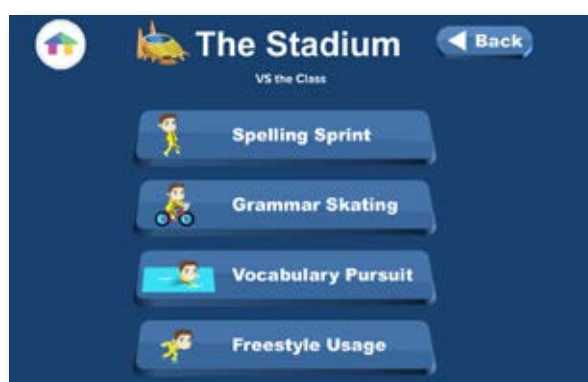 The Stadium
Back
VS the Class
Spelling Sprint
Grammar Skating
Vocabulary Pursuit
Freestyle Usage